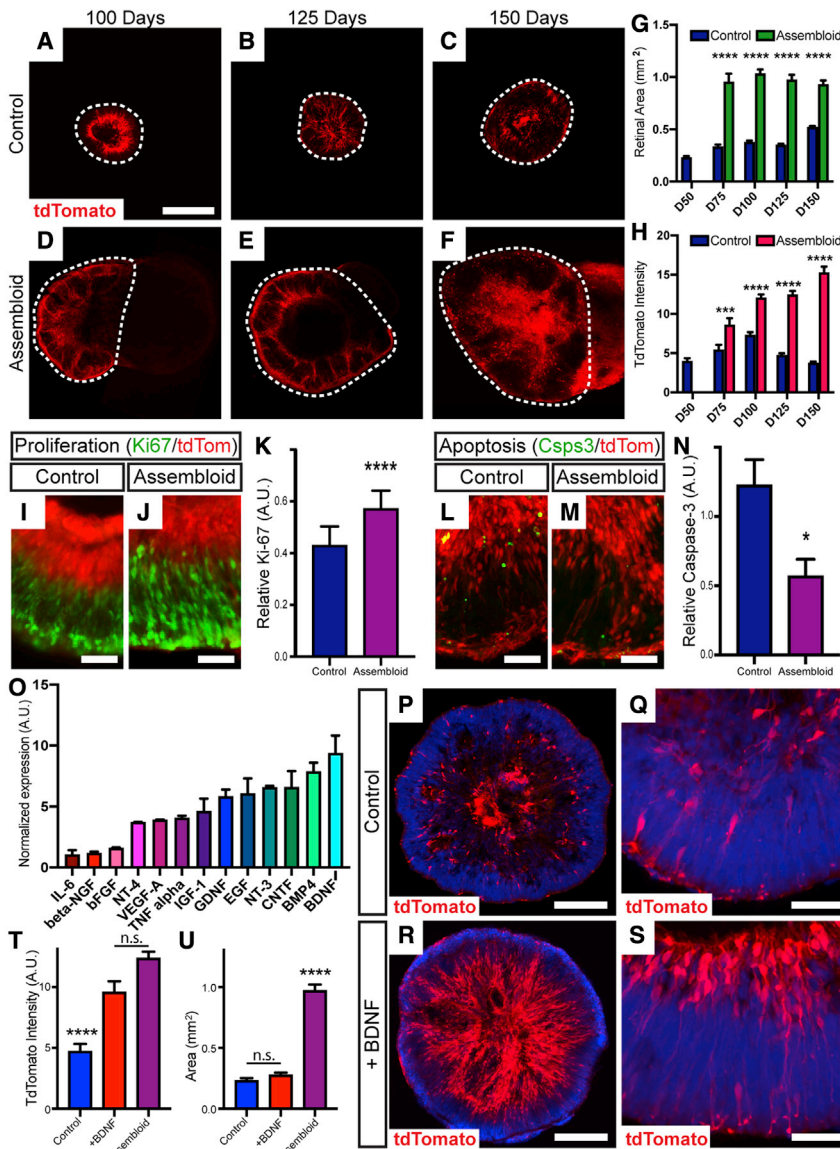 100 Days
125 Days
150 Days
Control
A
B
C
tdTomato
Assembloid
D
E
F
G
Control
Assembloid
Retinal Area (mm²)
1.5
1.0
0.5
0.0
****
****
****
****
D50
D75
D100
D125
D150
H
Control
Assembloid
TdTomato Intensity
20
15
10
5
0
***
****
****
****
D50
D75
D100
D125
D150
Proliferation (Ki67/tdTom)
Control
Assembloid
I
J
K
Relative Ki-67 (A.U.)
0.8
0.4
0.0
****
Control
Assembloid
Apoptosis (Csps3/tdTom)
Control
Assembloid
L
M
N
Relative Caspase-3 (A.U.)
1.0
0.5
0.0
*
Control
Assembloid
O
Normalized expression (A.U.)
15
10
5
0
IL-6
beta-NGF
bFGF
NT-4
VEGF-A
TNF alpha
IGF-1
GDNF
EGF
NT-3
CNTF
BMP4
BDNF
Control
P
tdTomato
Q
tdTomato
+ BDNF
R
tdTomato
S
tdTomato
T
TdTomato Intensity (A.U.)
15
10
5
0
****
n.s.
Control
+BDNF
ssembloid
U
Area (mm²)
1.5
1.0
0.5
0.0
n.s.
****
Control
+BDNF
ssembloid